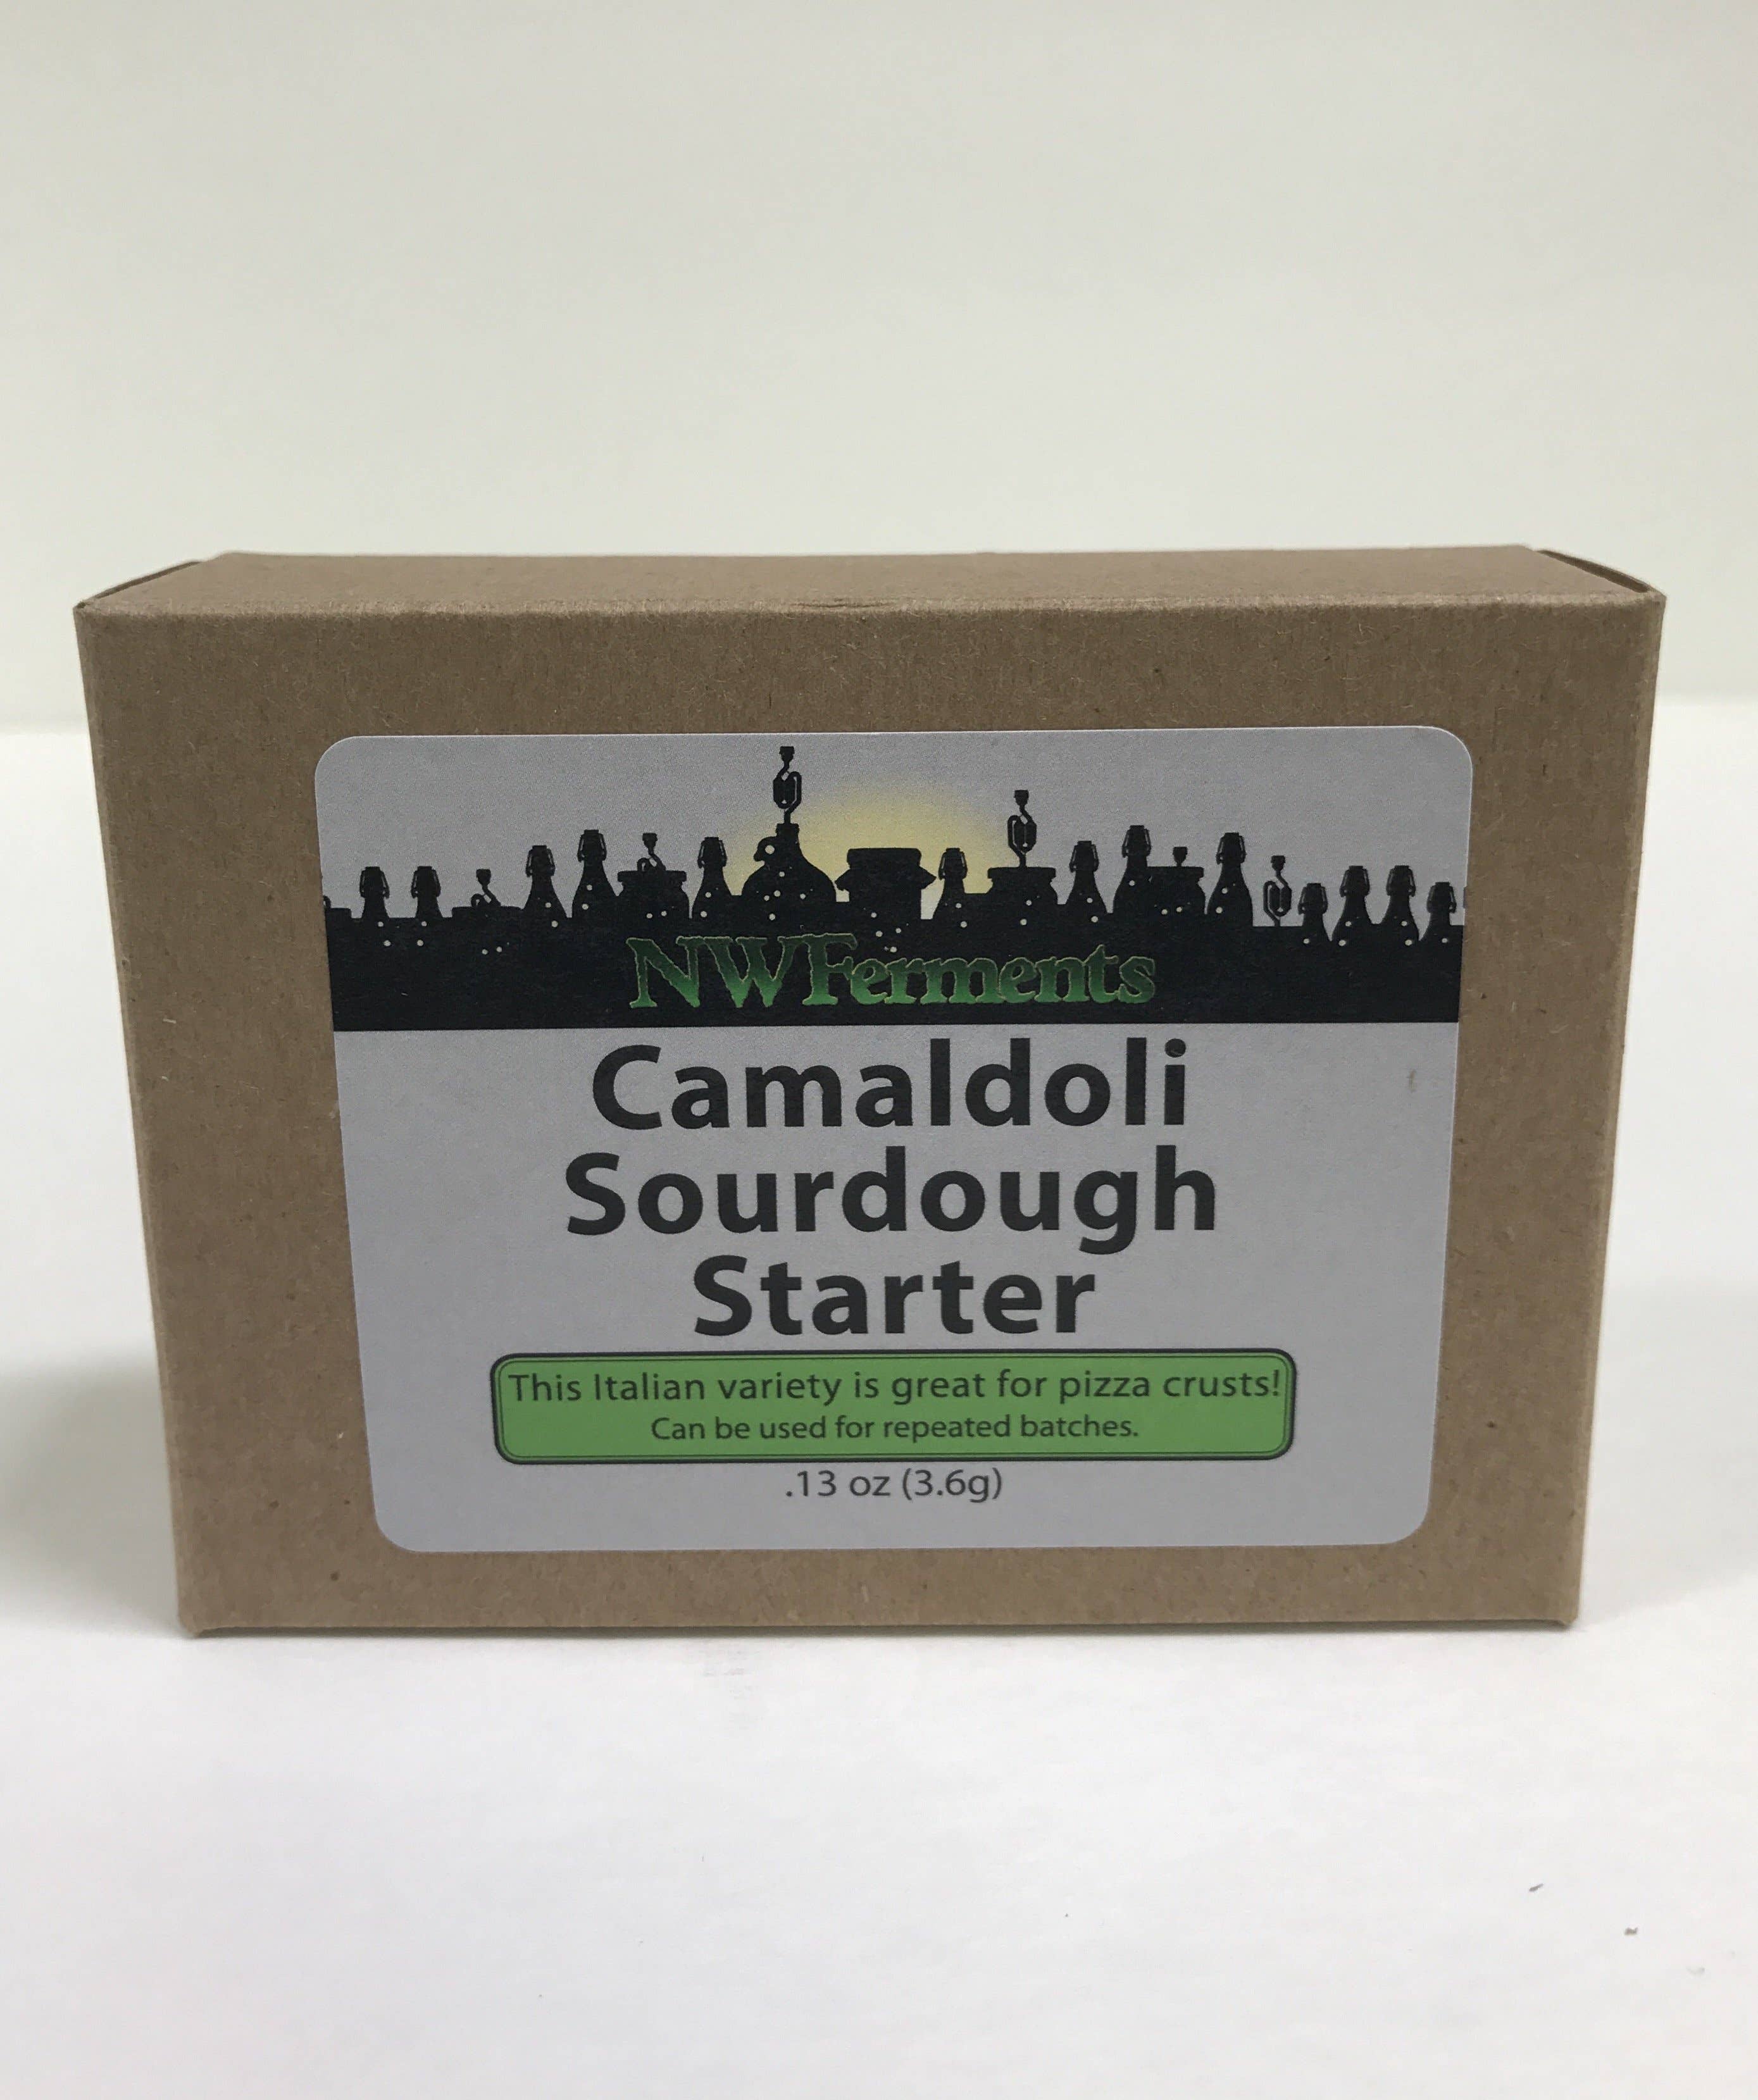 NWFerments
Camaldoli
Sourdough
Starter
This Italian variety is great for pizza crusts!
Can be used for repeated batches.
.13 oz (3.6g)